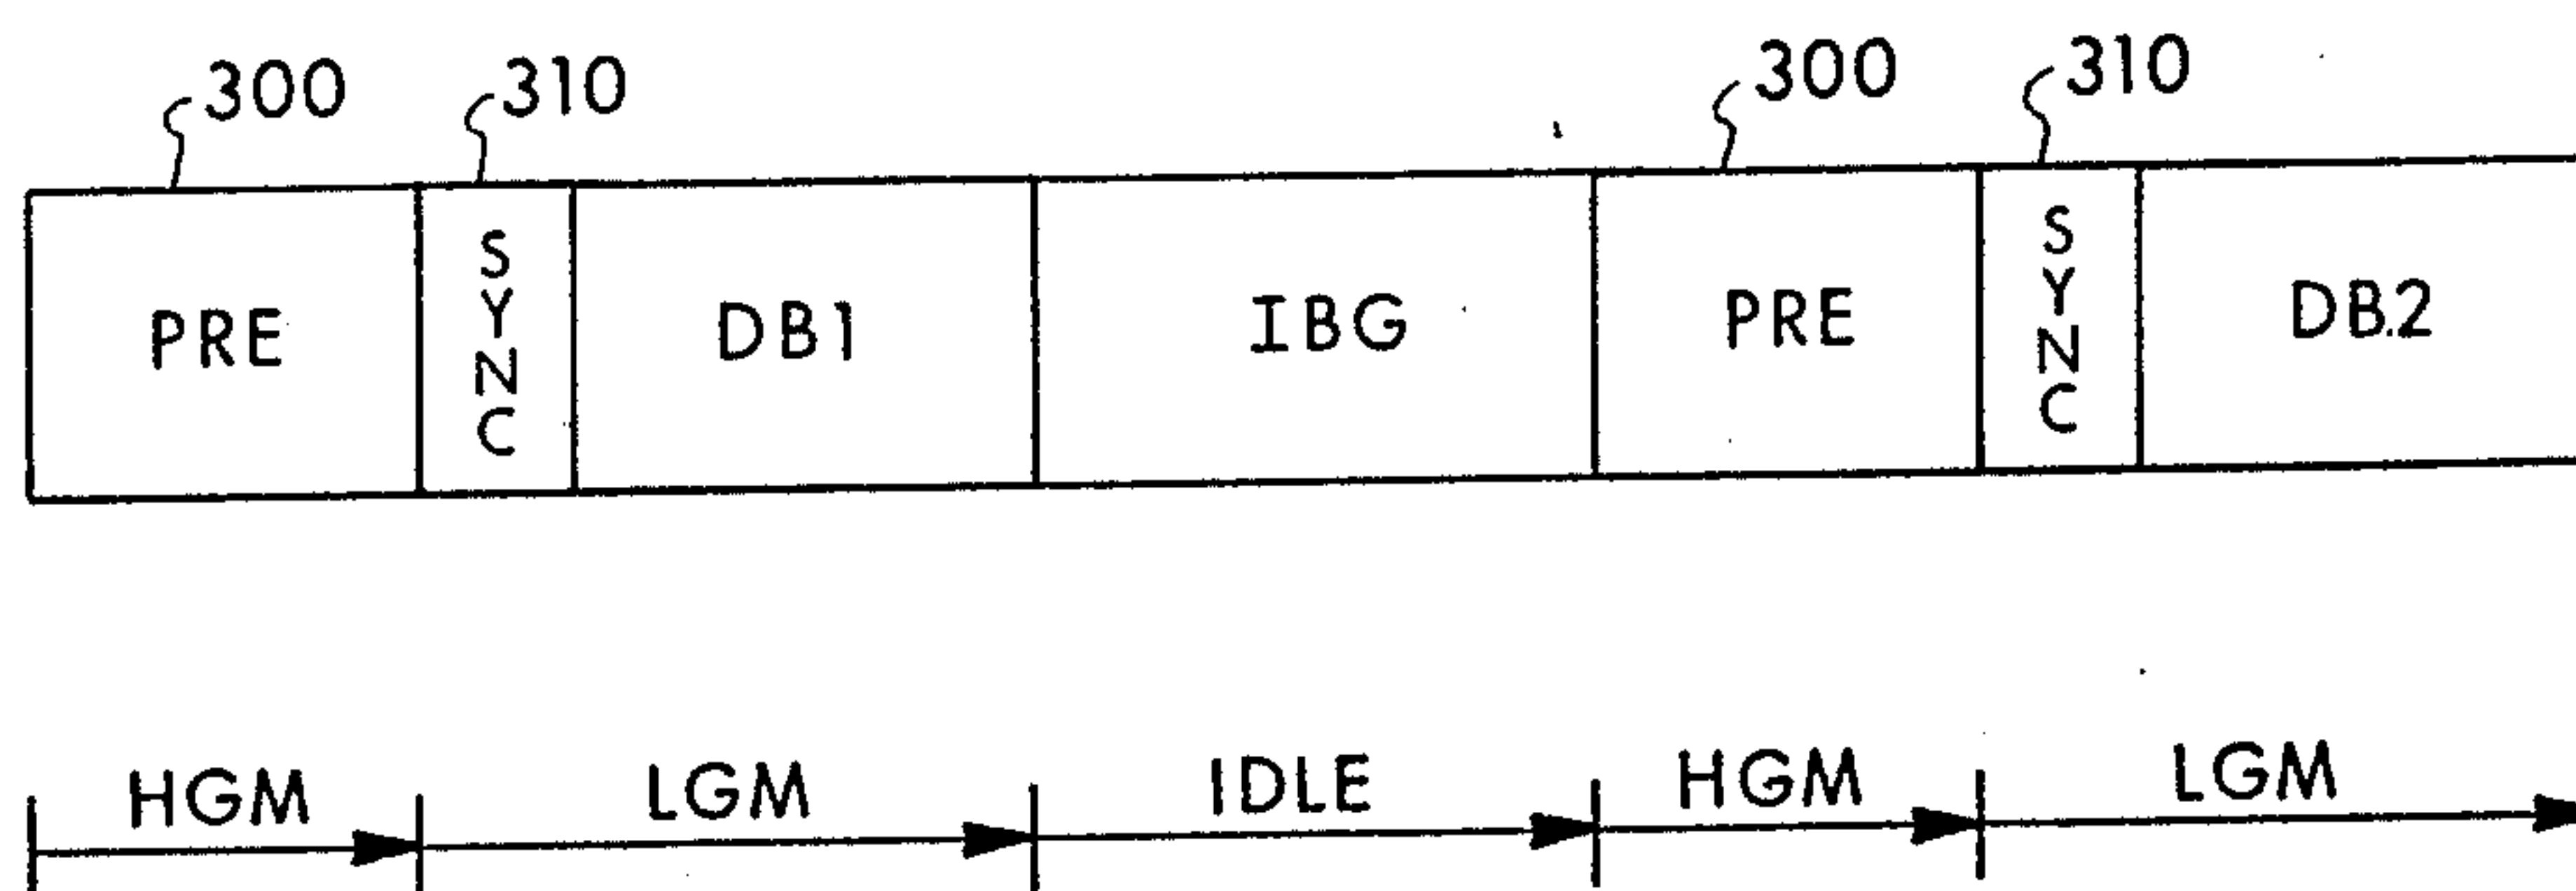 300 310 300 310
PRE SYNC DB1 IBG PRE SYNC DB2
HGM LGM IDLE HGM LGM